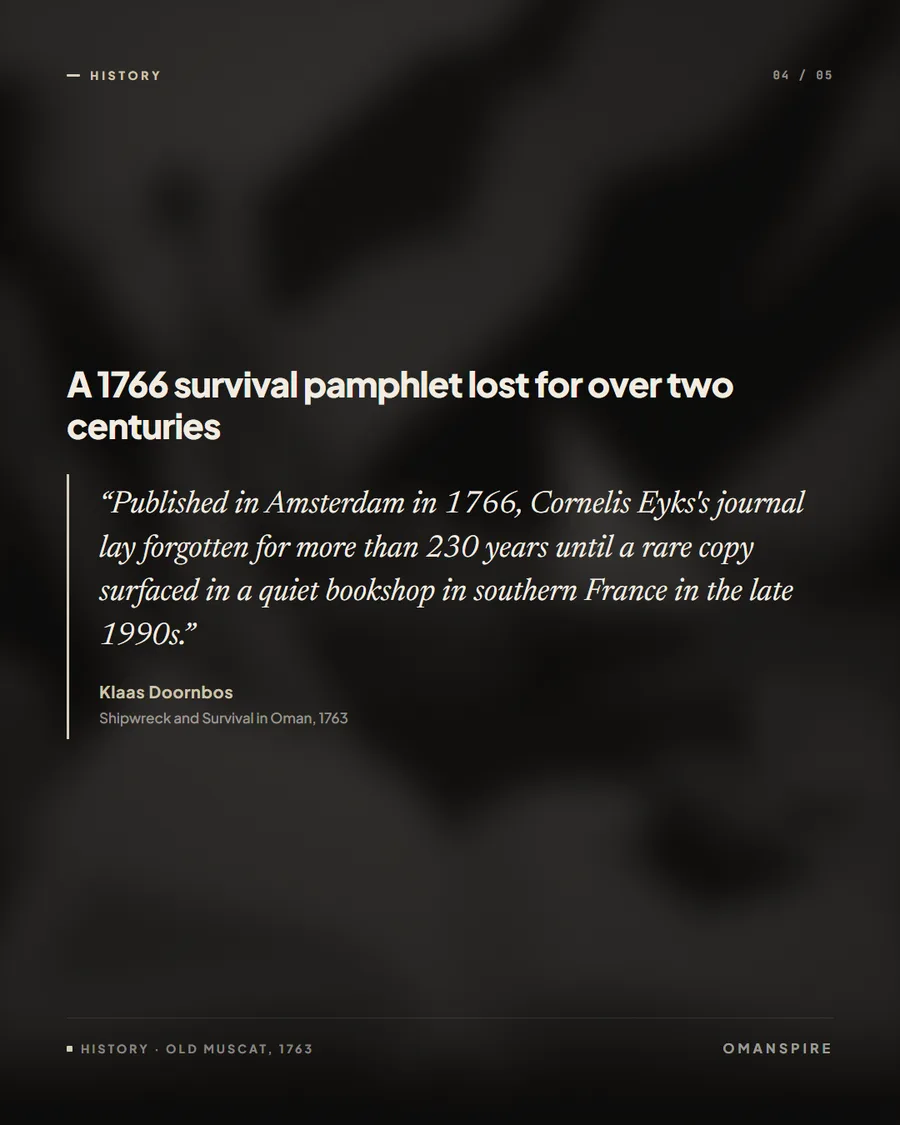 — HISTORY
04 / 05
A 1766 survival pamphlet lost for over two
centuries
“Published in Amsterdam in 1766, Cornelis Eyks's journal
lay forgotten for more than 230 years until a rare copy
surfaced in a quiet bookshop in southern France in the late
1990s.”
Klaas Doornbos
Shipwreck and Survival in Oman, 1763
HISTORY · OLD MUSCAT, 1763
OMANSPIRE